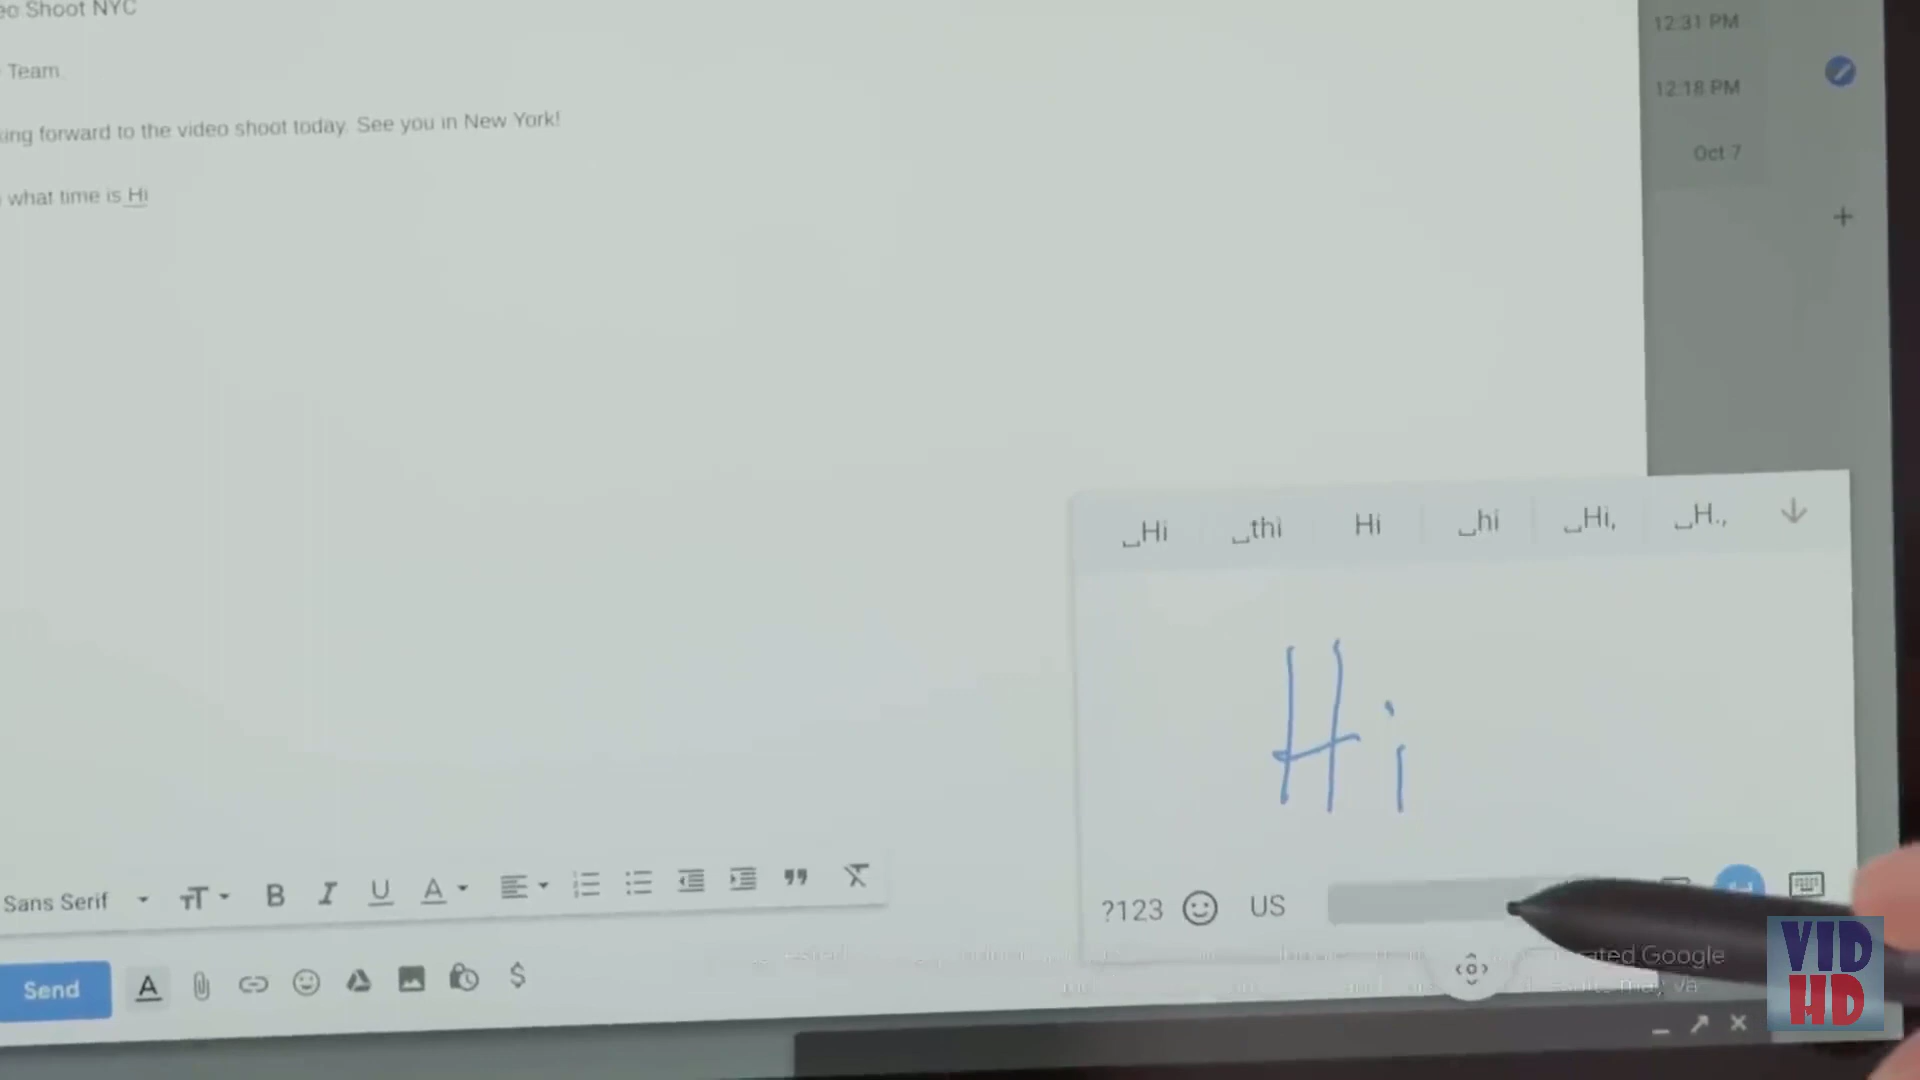 Shoot NYC
Team
forward to the video shoot today. See you in New York!
what time is Hi
12:31 PM
12:18 PM
Oct 7
␣Hi ␣thi Hi ␣hi ␣Hi, ␣H.,
Hi
?123 US
Sans Serif
Send
Google
VID
HD